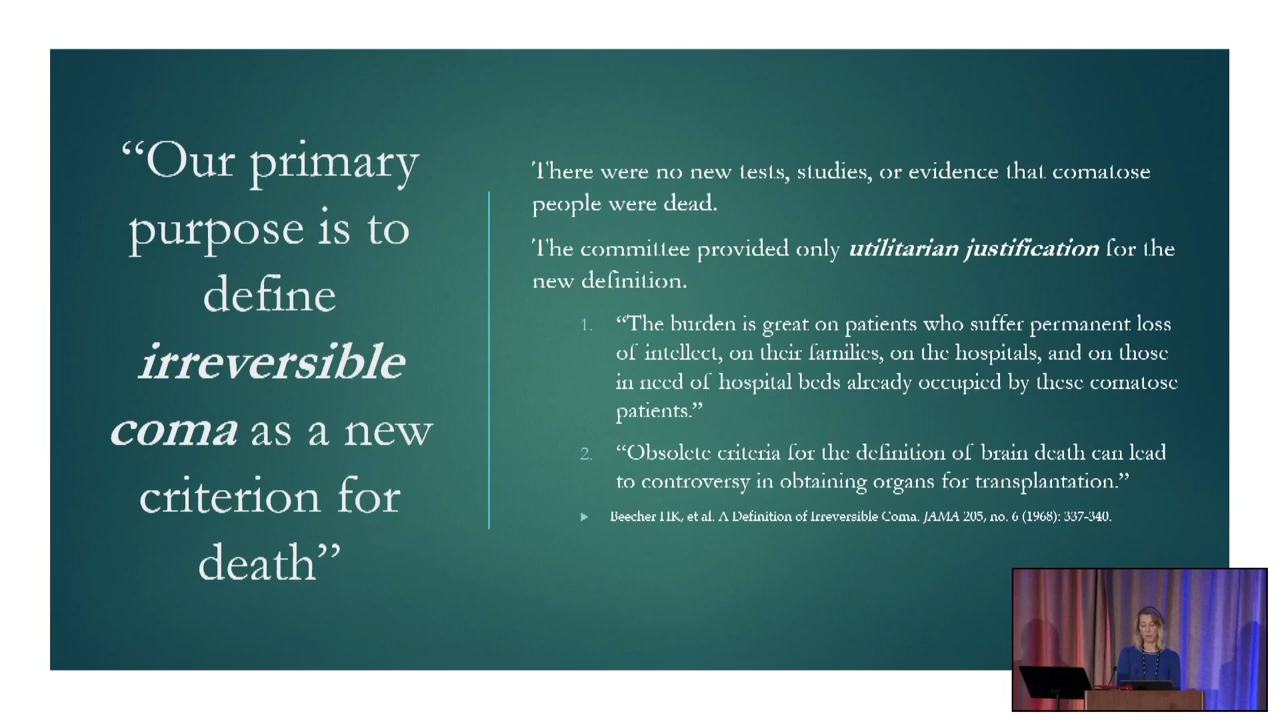 “Our primary
purpose is to
define
irreversible
coma as a new
criterion for
death”
There were no new tests, studies, or evidence that comatose
people were dead.
The committee provided only utilitarian justification for the
new definition.
1. “The burden is great on patients who suffer permanent loss
of intellect, on their families, on the hospitals, and on those
in need of hospital beds already occupied by these comatose
patients.”
2. “Obsolete criteria for the definition of brain death can lead
to controversy in obtaining organs for transplantation.”
Beecher HK, et al. A Definition of Irreversible Coma. JAMA 205, no. 6 (1968): 337-340.